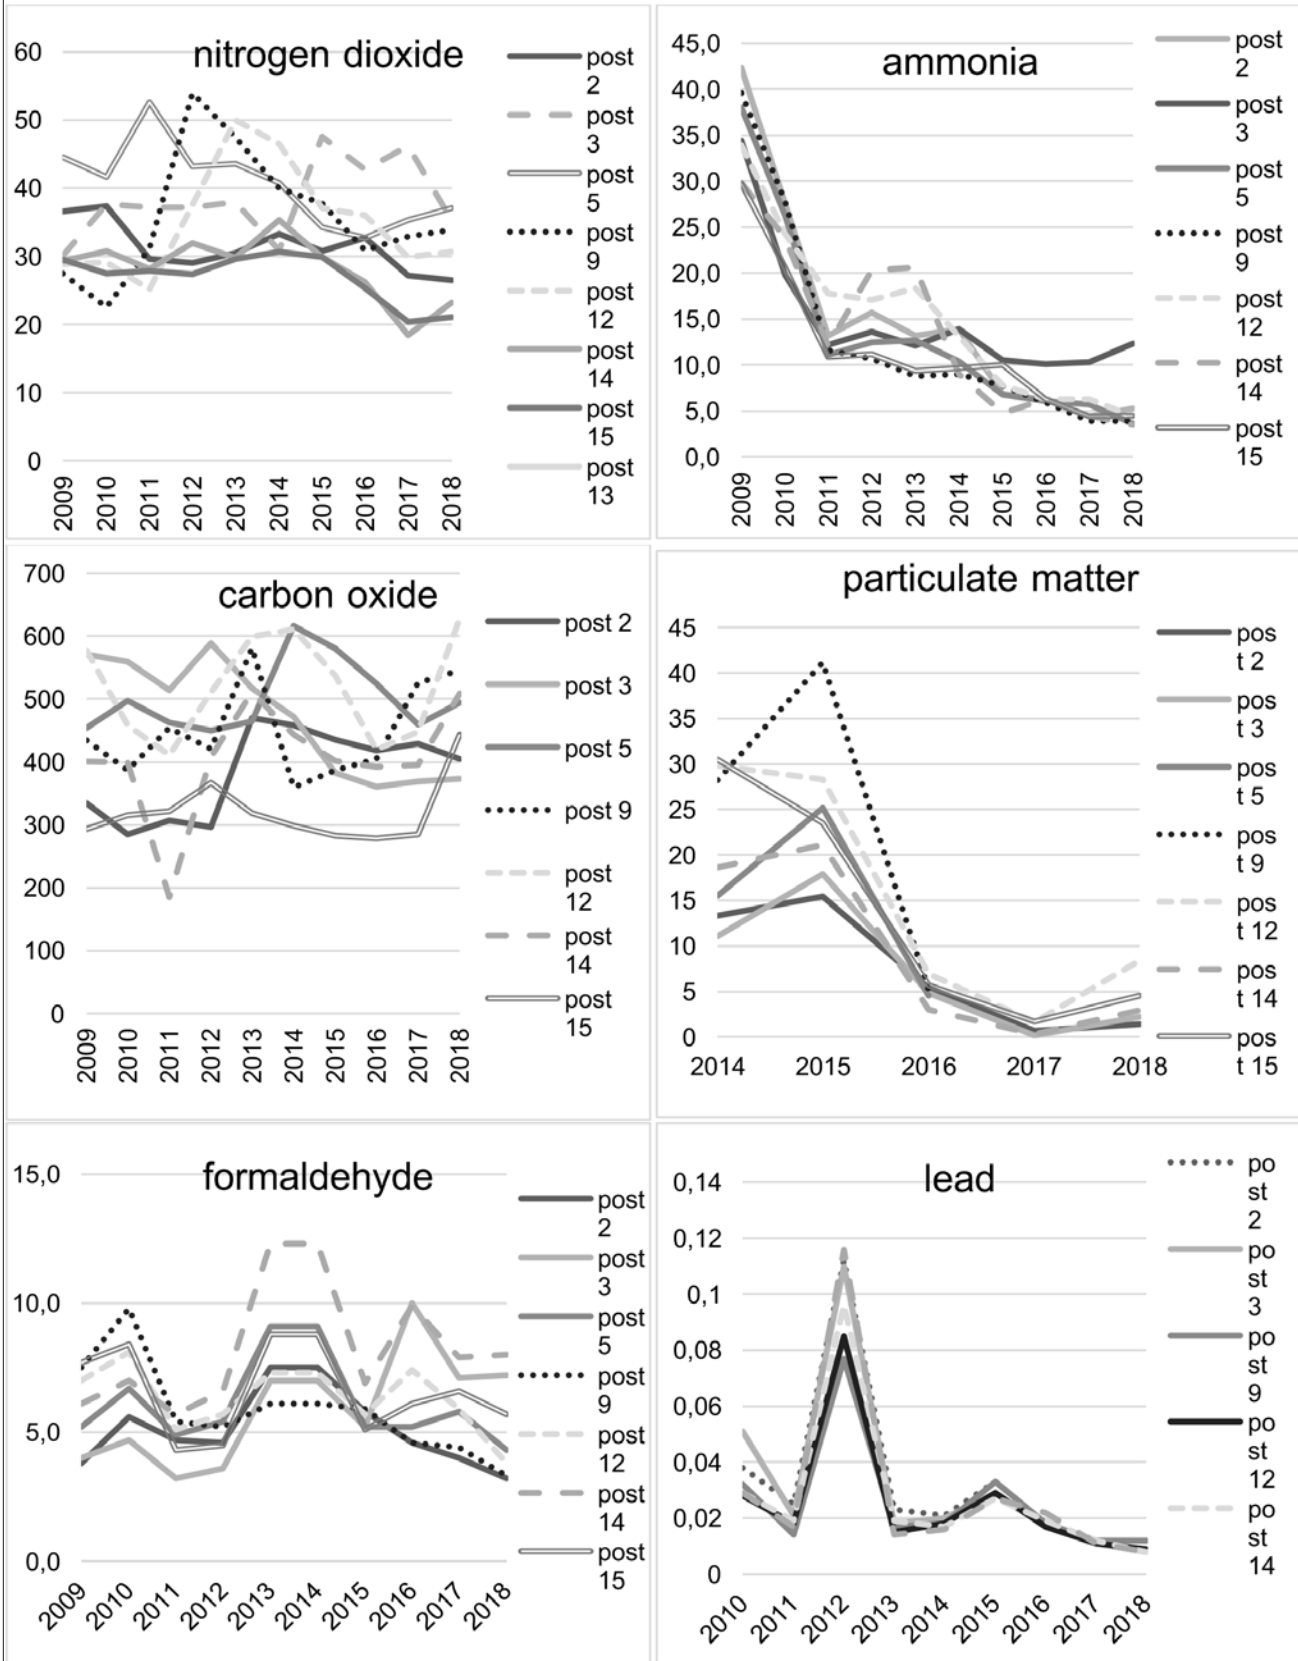 nitrogen dioxide
60
50
40
30
20
10
0
2009
2010
2011
2012
2013
2014
2015
2016
2017
2018
post
2
post
3
post
5
post
9
post
12
post
14
post
15
post
13
ammonia
45,0
40,0
35,0
30,0
25,0
20,0
15,0
10,0
5,0
0,0
2009
2010
2011
2012
2013
2014
2015
2016
2017
2018
post
2
post
3
post
5
post
9
post
12
post
14
post
15
carbon oxide
700
600
500
400
300
200
100
0
2009
2010
2011
2012
2013
2014
2015
2016
2017
2018
post 2
post 3
post 5
post 9
post
12
post
14
post
15
particulate matter
45
40
35
30
25
20
15
10
5
0
2014
2015
2016
2017
2018
pos
t 2
pos
t 3
pos
t 5
pos
t 9
pos
t 12
pos
t 14
pos
t 15
formaldehyde
15,0
10,0
5,0
0,0
2009
2010
2011
2012
2013
2014
2015
2016
2017
2018
post
2
post
3
post
5
post
9
post
12
post
14
post
15
lead
0,14
0,12
0,1
0,08
0,06
0,04
0,02
0
2010
2011
2012
2013
2014
2015
2016
2017
2018
po
st
2
po
st
3
po
st
9
po
st
12
po
st
14